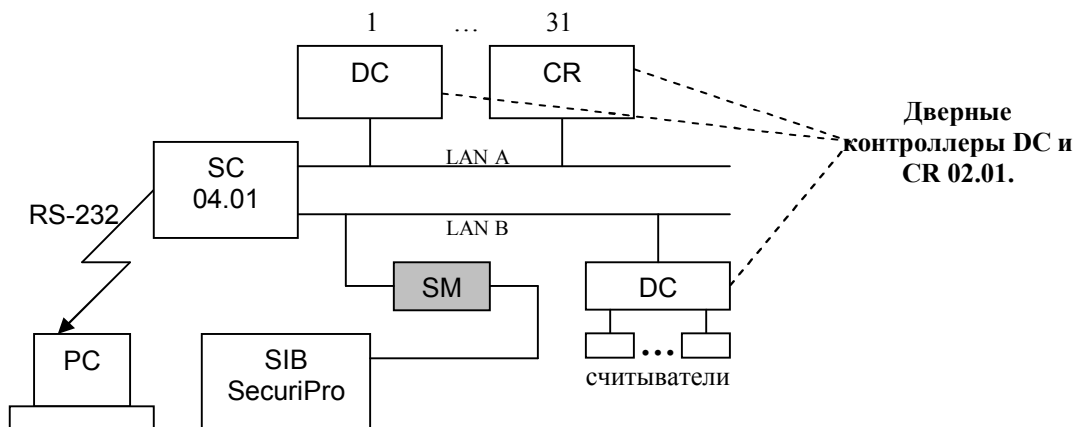 1 ... 31
DC
CR
Дверные
контроллеры DC и
CR 02.01.
LAN A
SC
04.01
RS-232
LAN B
SM
DC
PC
SIB
SecuriPro
...
считыватели